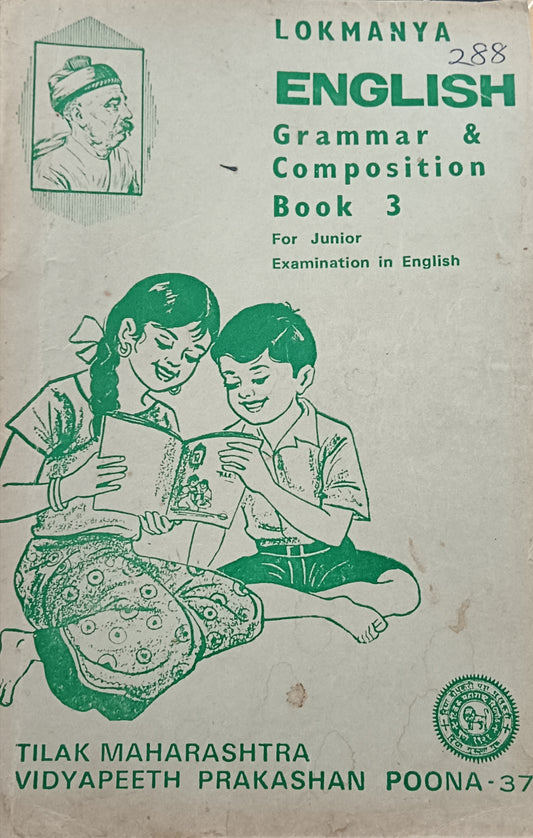 LOKMANYA
288
ENGLISH
Grammar &
Composition
Book 3
For Junior
Examination in English
TILAK MAHARASHTRA
VIDYAPEETH PRAKASHAN POONA-37